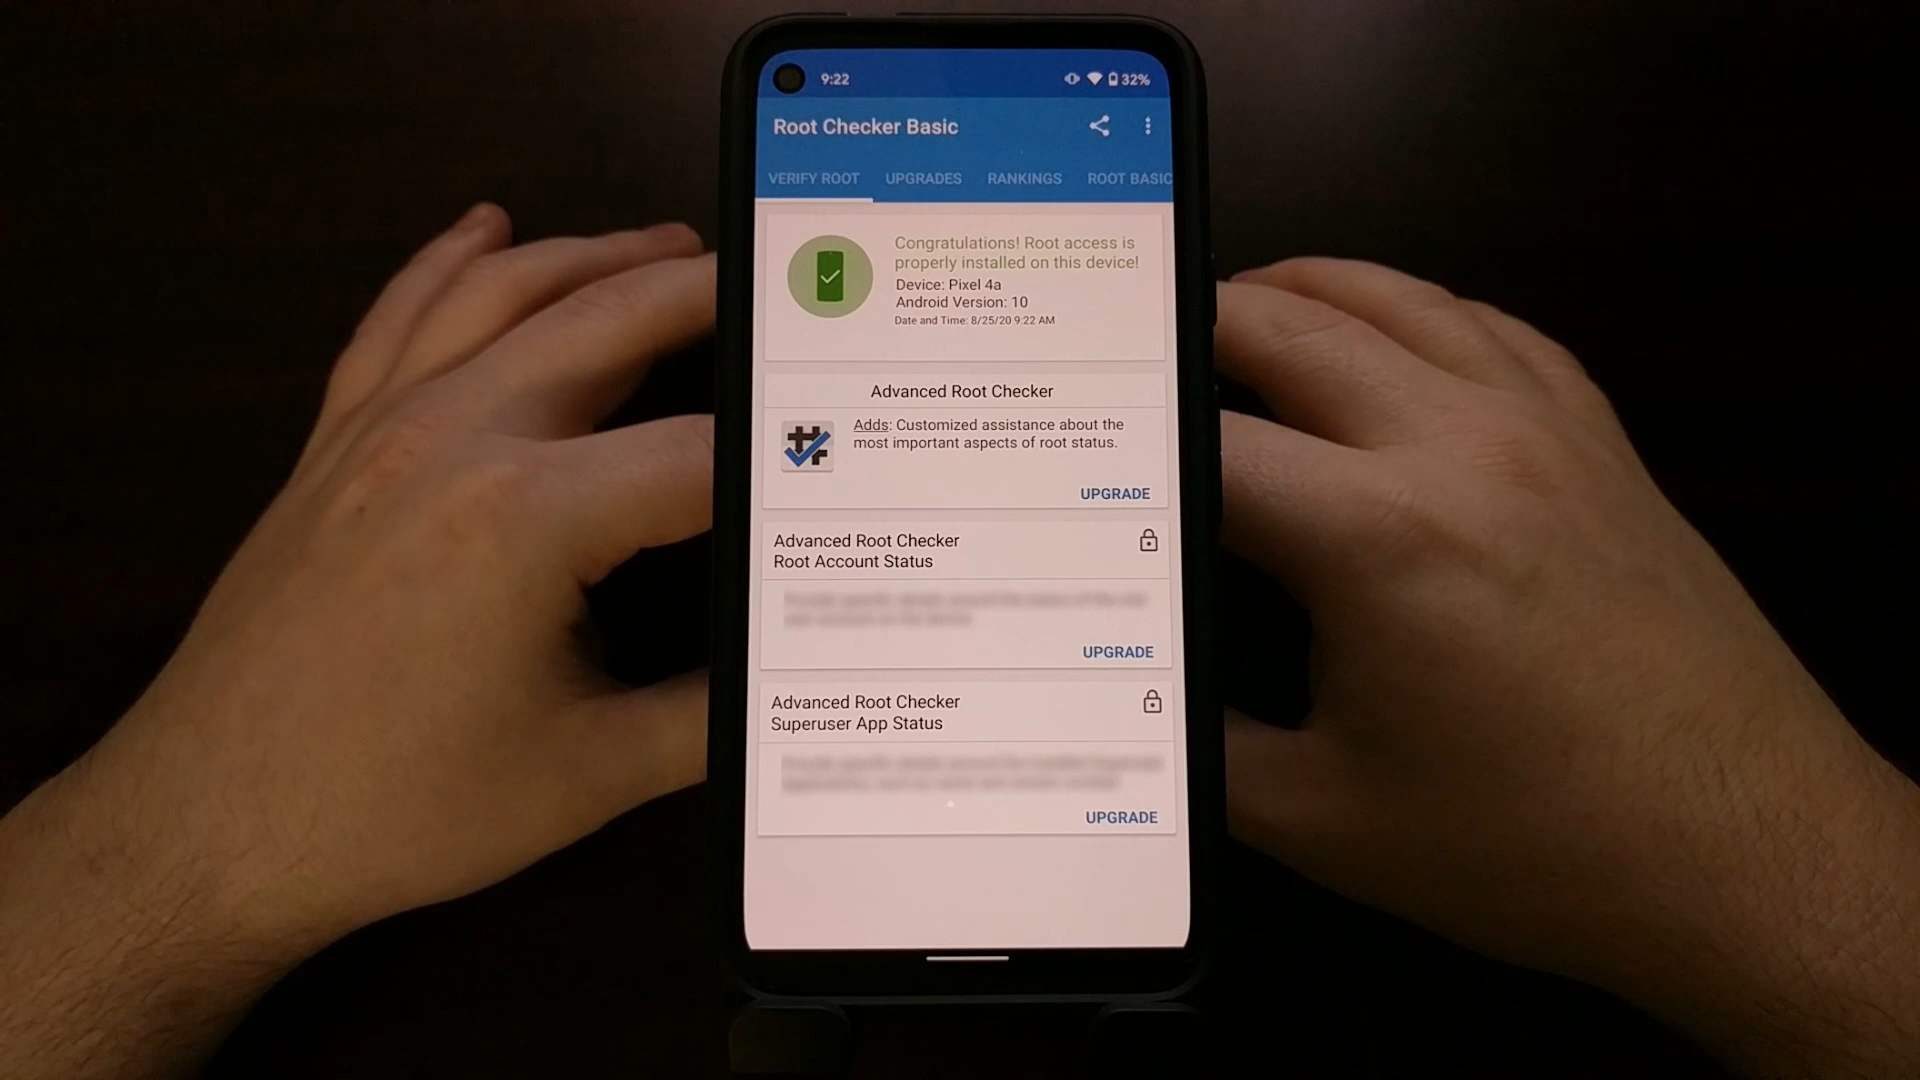 9:22
32%
Root Checker Basic
VERIFY ROOT UPGRADES RANKINGS ROOT BASIC
Congratulations! Root access is
properly installed on this device!
Device: Pixel 4a
Android Version: 10
Date and Time: 8/25/20 9:22 AM
Advanced Root Checker
Adds: Customized assistance about the
most important aspects of root status.
UPGRADE
Advanced Root Checker
Root Account Status
UPGRADE
Advanced Root Checker
Superuser App Status
UPGRADE